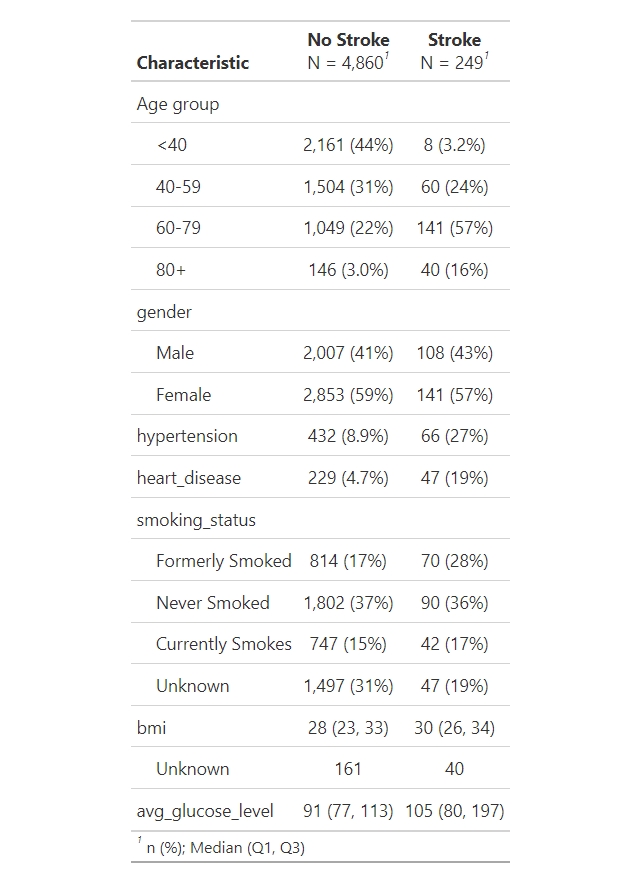 Characteristic No Stroke N = 4,860¹ Stroke N = 249¹
Age group
<40 2,161 (44%) 8 (3.2%)
40-59 1,504 (31%) 60 (24%)
60-79 1,049 (22%) 141 (57%)
80+ 146 (3.0%) 40 (16%)
gender
Male 2,007 (41%) 108 (43%)
Female 2,853 (59%) 141 (57%)
hypertension 432 (8.9%) 66 (27%)
heart_disease 229 (4.7%) 47 (19%)
smoking_status
Formerly Smoked 814 (17%) 70 (28%)
Never Smoked 1,802 (37%) 90 (36%)
Currently Smokes 747 (15%) 42 (17%)
Unknown 1,497 (31%) 47 (19%)
bmi 28 (23, 33) 30 (26, 34)
Unknown 161 40
avg_glucose_level 91 (77, 113) 105 (80, 197)
¹ n (%); Median (Q1, Q3)